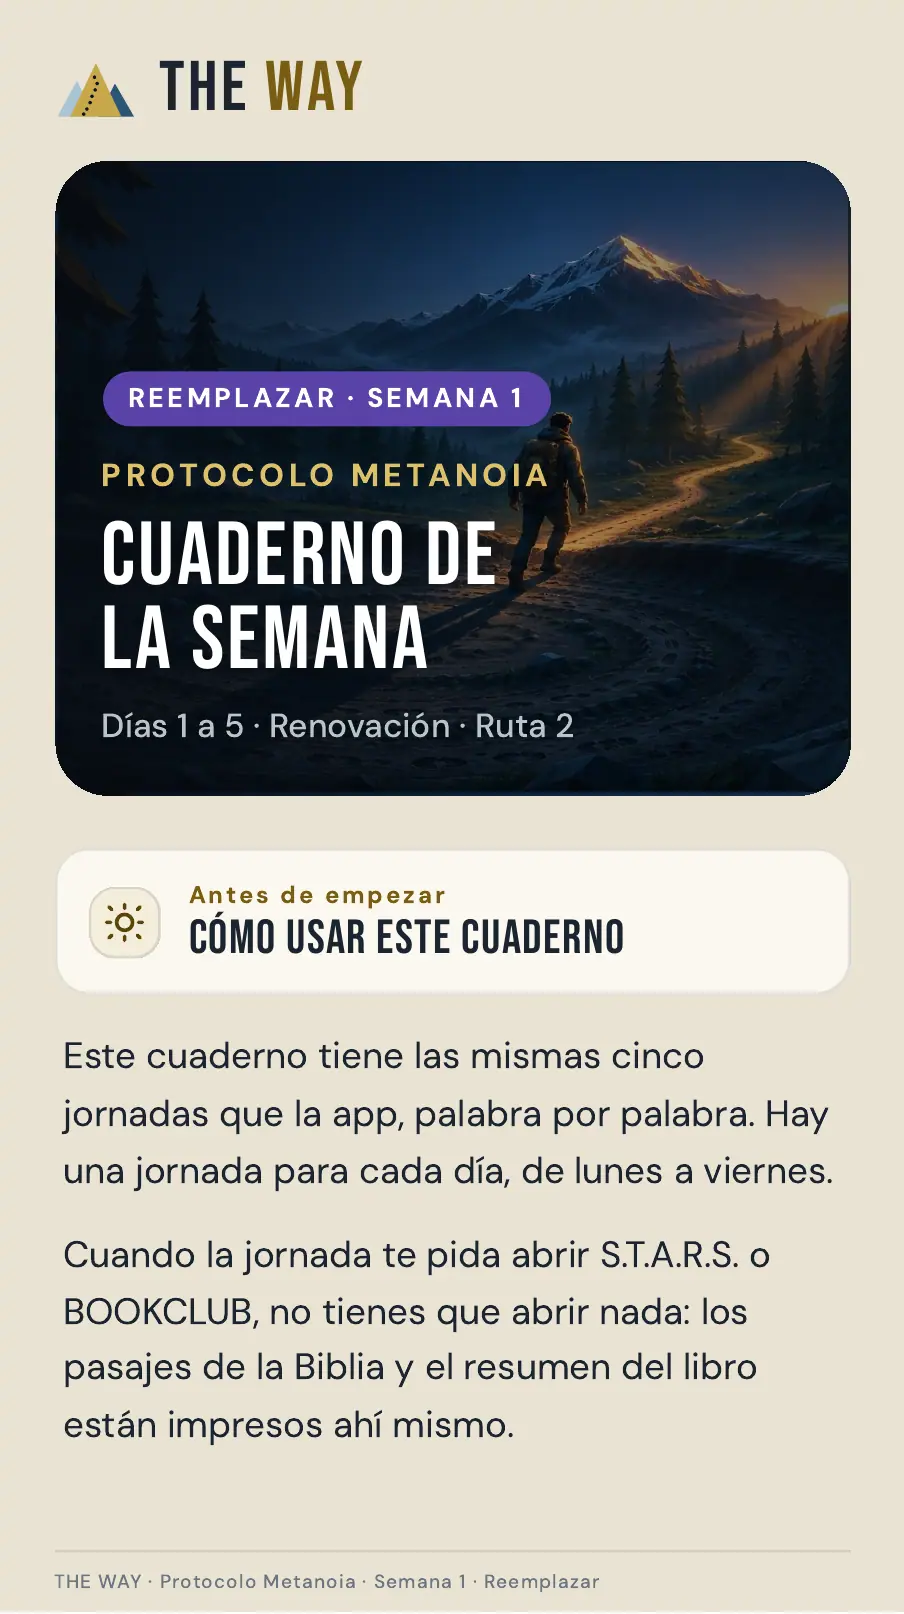 THE WAY
REEMPLAZAR · SEMANA 1
PROTOCOLO METANOIA
CUADERNO DE
LA SEMANA
Días 1 a 5 · Renovación · Ruta 2
Antes de empezar
CÓMO USAR ESTE CUADERNO
Este cuaderno tiene las mismas cinco
jornadas que la app, palabra por palabra. Hay
una jornada para cada día, de lunes a viernes.
Cuando la jornada te pida abrir S.T.A.R.S. o
BOOKCLUB, no tienes que abrir nada: los
pasajes de la Biblia y el resumen del libro
están impresos ahí mismo.
THE WAY · Protocolo Metanoia · Semana 1 · Reemplazar